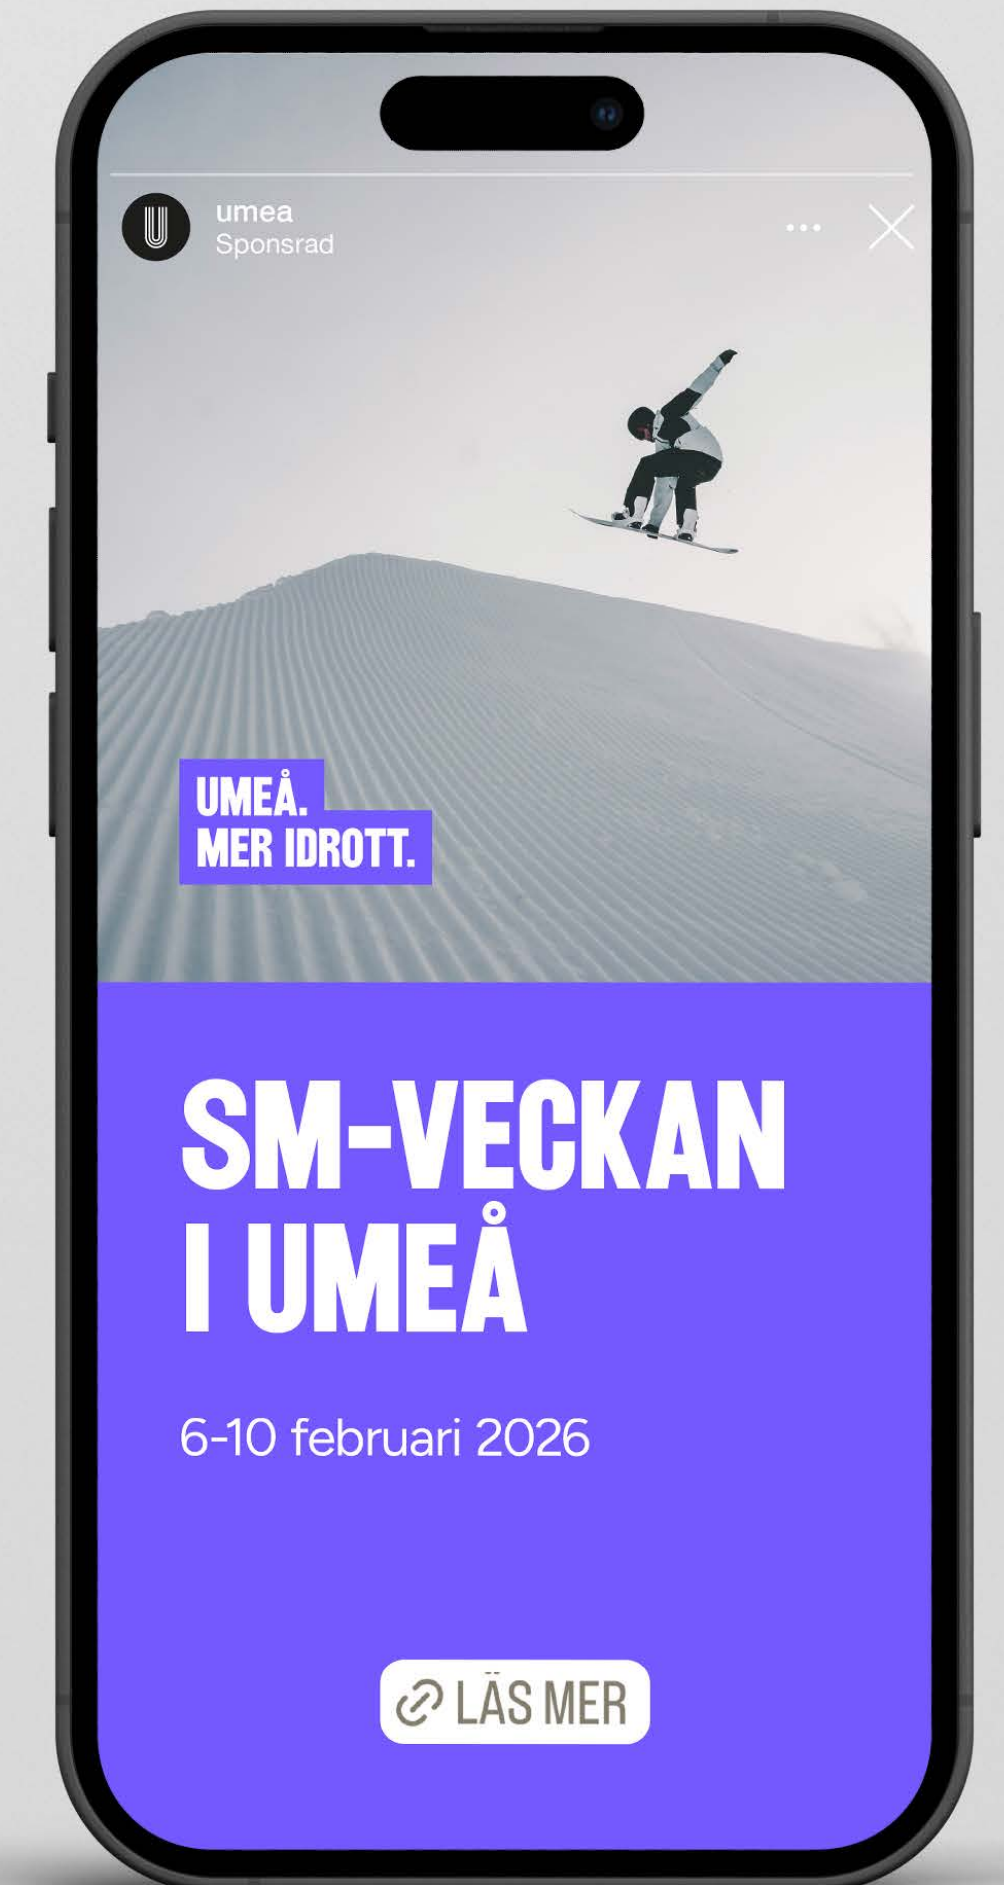 umea
Sponsrad
UMEÅ.
MER IDROTT.
SM-VECKAN
I UMEÅ
6-10 februari 2026
LÄS MER